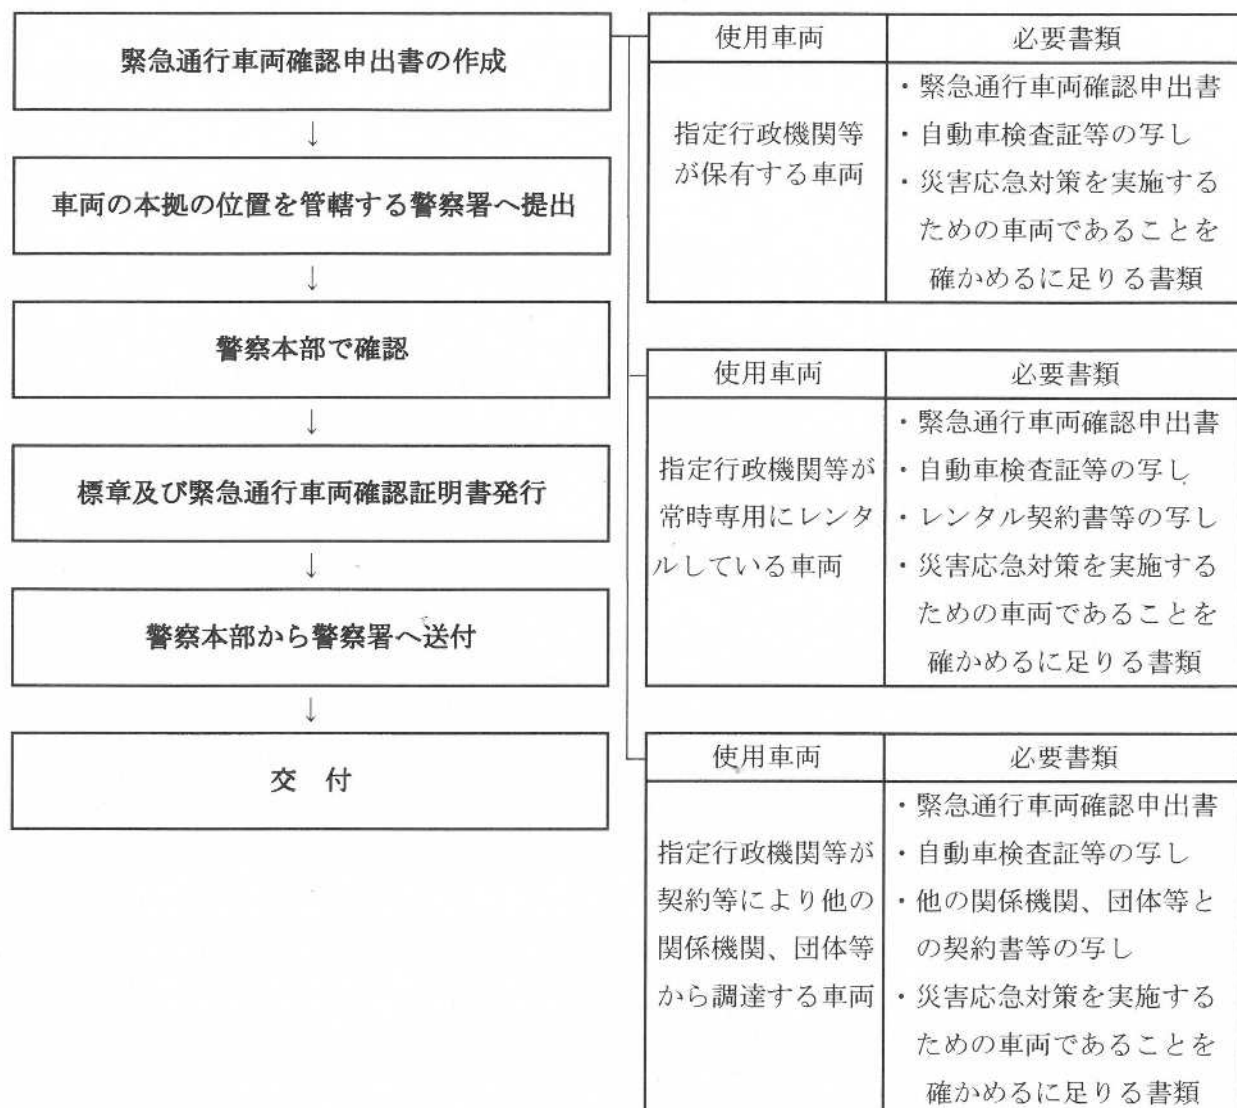 緊急通行車両確認申出書の作成
↓
車両の本拠の位置を管轄する警察署へ提出
↓
警察本部で確認
↓
標章及び緊急通行車両確認証明書発行
↓
警察本部から警察署へ送付
↓
交　付
使用車両
必要書類
指定行政機関等
が保有する車両
・緊急通行車両確認申出書
・自動車検査証等の写し
・災害応急対策を実施する
ための車両であることを
確かめるに足りる書類
使用車両
必要書類
指定行政機関等が
常時専用にレンタ
ルしている車両
・緊急通行車両確認申出書
・自動車検査証等の写し
・レンタル契約書等の写し
・災害応急対策を実施する
ための車両であることを
確かめるに足りる書類
使用車両
必要書類
指定行政機関等が
契約等により他の
関係機関、団体等
から調達する車両
・緊急通行車両確認申出書
・自動車検査証等の写し
・他の関係機関、団体等と
の契約書等の写し
・災害応急対策を実施する
ための車両であることを
確かめるに足りる書類